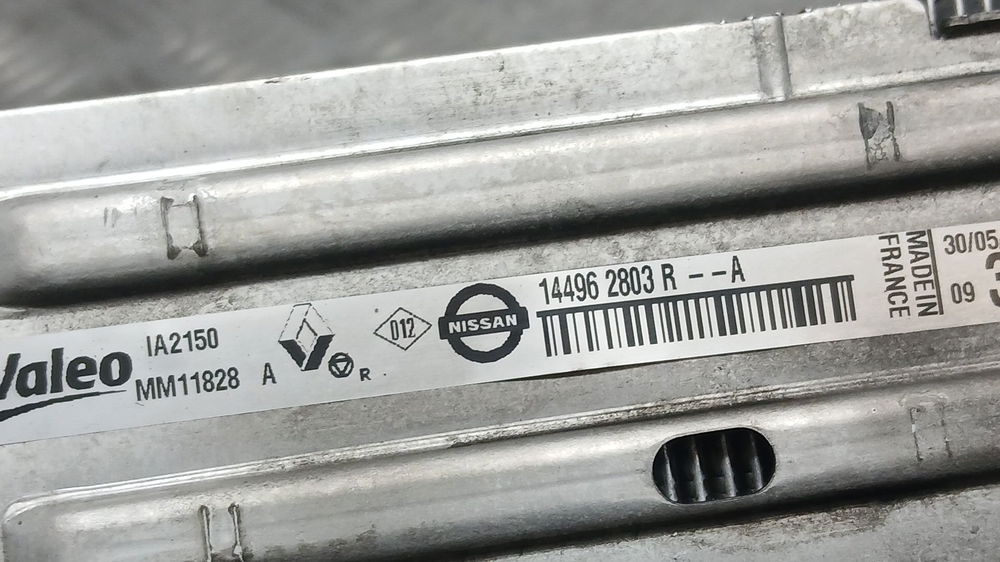 Valeo
IA2150
MM11828 A
R
012
NISSAN
14496 2803 R --A
MADE IN
FRANCE
30/05
09